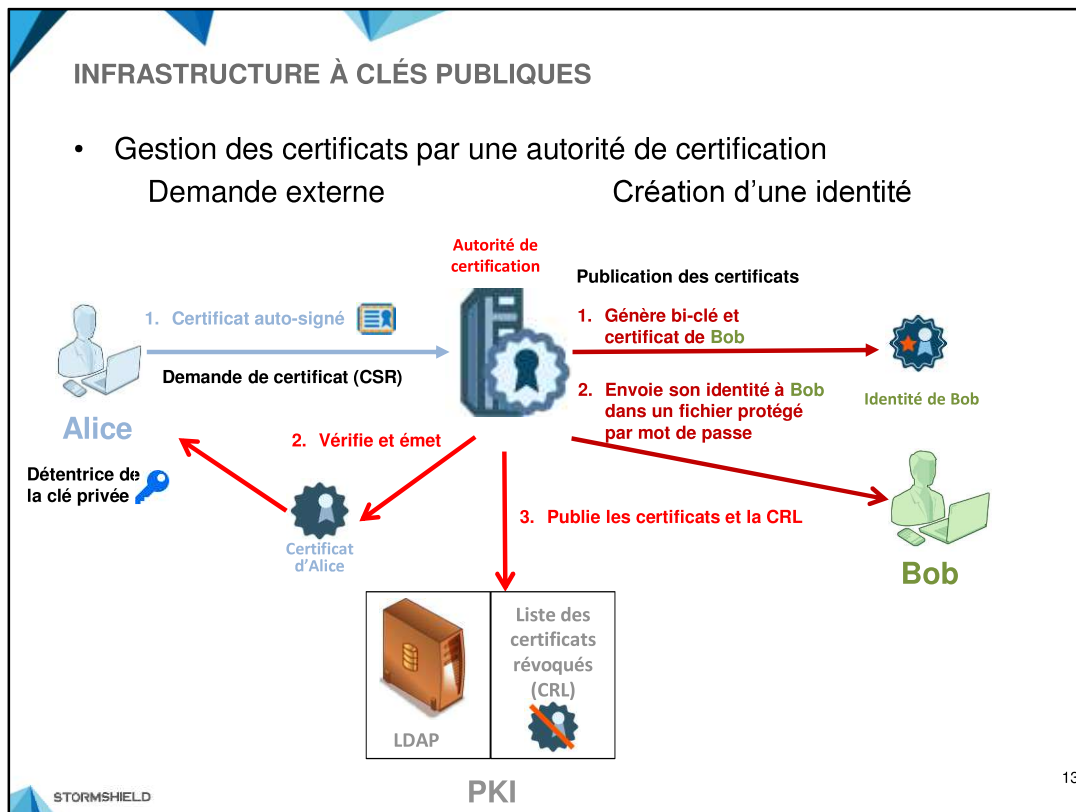 INFRASTRUCTURE À CLÉS PUBLIQUES
• Gestion des certificats par une autorité de certification
Demande externe
Création d'une identité
Autorité de
certification
Publication des certificats
1. Certificat auto-signé
Demande de certificat (CSR)
1. Génère bi-clé et
certificat de Bob
2. Envoie son identité à Bob
dans un fichier protégé
par mot de passe
Identité de Bob
Alice
Détentrice de
la clé privée
2. Vérifie et émet
Certificat
d'Alice
3. Publie les certificats et la CRL
Bob
Liste des
certificats
révoqués
(CRL)
LDAP
PKI
STORMSHIELD
13